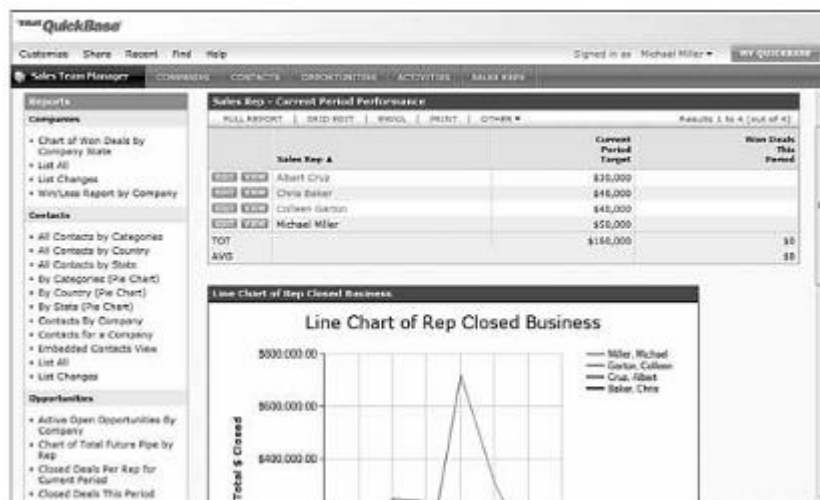 QuickBase
Customize Share Recent Find Help
Signed in as Michael Miller
MY QUICKBASE
Sales Team Manager COMPANIES CONTACTS OPPORTUNITIES ACTIVITIES SALES REPS
Reports
Companies
• Chart of Won Deals by
Company State
• List All
• List Changes
• Win/Loss Report by Company
Contacts
• All Contacts by Categories
• All Contacts by Country
• All Contacts by State
• By Categories (Pie Chart)
• By Country (Pie Chart)
• By State (Pie Chart)
• Contacts By Company
• Contacts for a Company
• Embedded Contacts View
• List All
• List Changes
Opportunities
• Active Open Opportunities By
Company
• Chart of Total Future Pipe by
Rep
• Closed Deals Per Rep for
Current Period
• Closed Deals This Period
Sales Rep - Current Period Performance
FULL REPORT | GRID EDIT | EMAIL | PRINT | OTHER
Results 1 to 4 (out of 4)
Sales Rep
Current
Period
Target
Won Deals
This
Period
EDIT VIEW Albert Cruz $20,000
EDIT VIEW Chris Baker $40,000
EDIT VIEW Colleen Garton
EDIT VIEW Michael Miller $50,000
TOT $0
AVG $0
Line Chart of Rep Closed Business
Line Chart of Rep Closed Business
$800,000.00
$600,000.00
$400,000.00
Total $ Closed
Miller, Michael
Garton, Colleen
Cruz, Albert
Baker, Chris